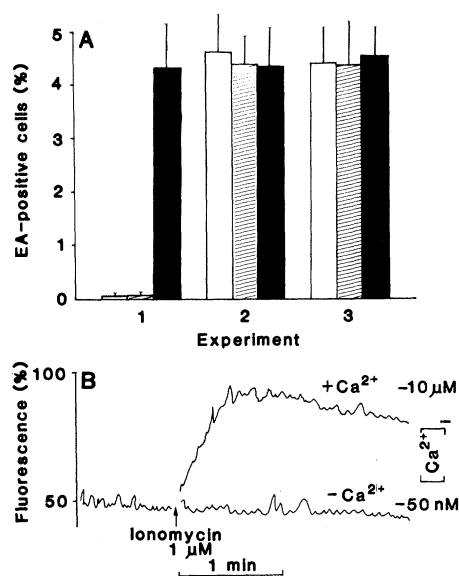 A
EA-positive cells (%)
5
4
3
2
1
0
1 2 3
Experiment
B
Fluorescence (%)
100
50
+Ca2+ –10 μM
[Ca2+]i
–Ca2+ –50 nM
Ionomycin
1 μM
1 min